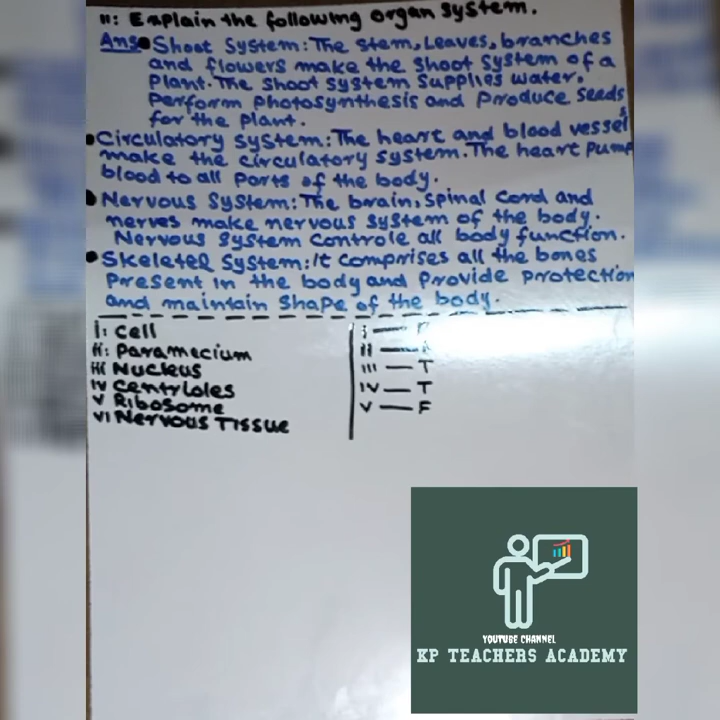 11: Explain the following organ system.
Ans● Shoot System: The stem, Leaves, branches
and flowers make the Shoot System of a
Plant. The Shoot system Supplies water,
Perform Photosynthesis and Produce Seeds
for the plant.
● Circulatory System: The heart and blood vessels
make the circulatory system. The heart Pump
blood to all Parts of the body.
● Nervous System: The brain, Spinal Cord and
nerves make nervous system of the body.
Nervous System Controle all body function.
● Skeletel System: It Comprises all the bones
Present in the body and Provide Protection
and maintain Shape of the body.
i: Cell
ii: Paramecium
iii Nucleus
iv Centrioles
v Ribosome
vi Nervous Tissue
i —
ii —
iii — T
iv — T
v — F
YOUTUBE CHANNEL
KP TEACHERS ACADEMY